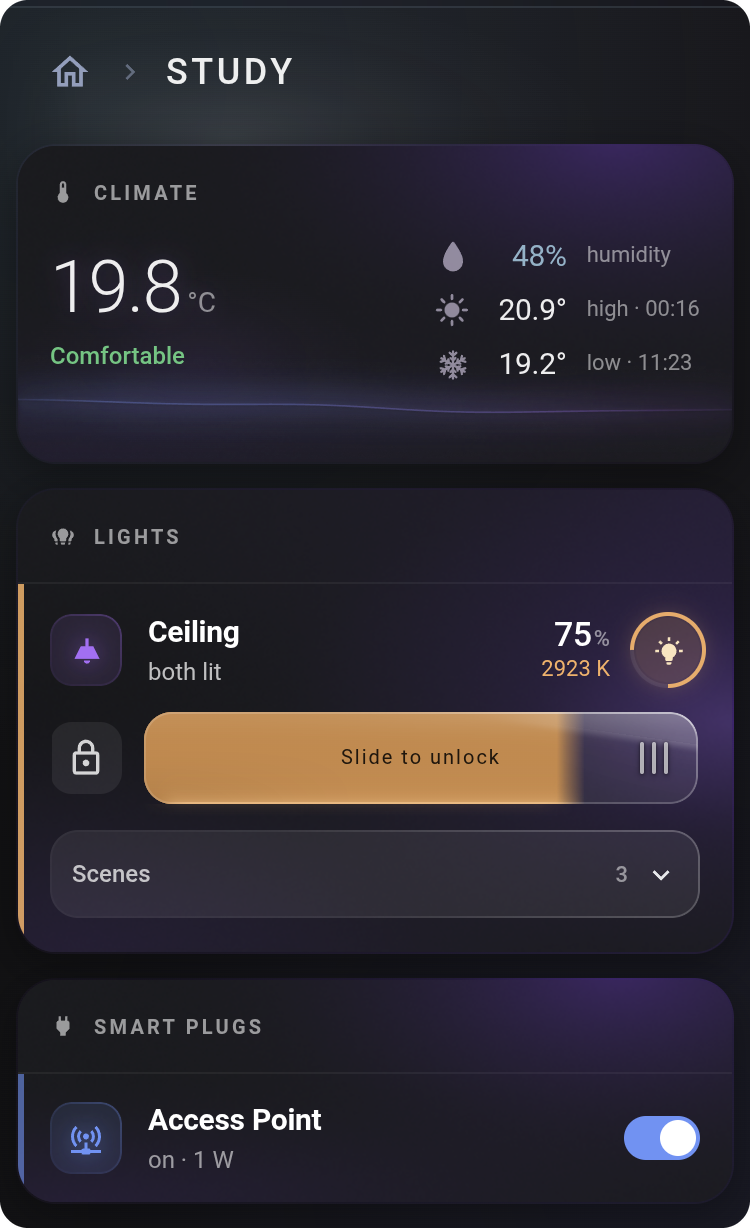 STUDY
CLIMATE
19.8 °C
Comfortable
48% humidity
20.9° high · 00:16
19.2° low · 11:23
LIGHTS
Ceiling
both lit
75%
2923 K
Slide to unlock
Scenes 3
SMART PLUGS
Access Point
on · 1 W